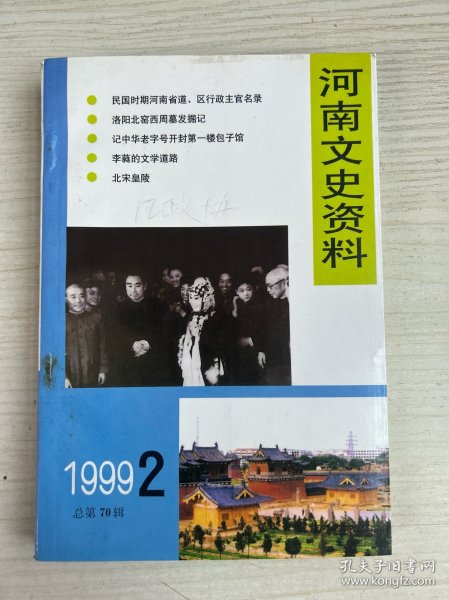 河南文史资料
民国时期河南省道、区行政主官名录
洛阳北窑西周墓发掘记
记中华老字号开封第一楼包子馆
李蕤的文学道路
北宋皇陵
区政协
1999 2
总第70辑
孔夫子旧书网
www.kongfz.com